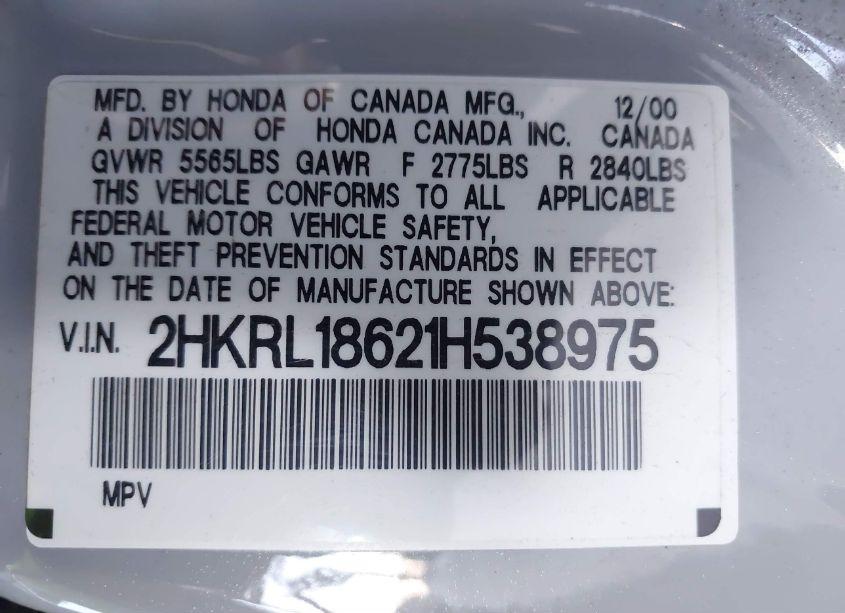 MFD. BY HONDA OF CANADA MFG., 12/00
A DIVISION OF HONDA CANADA INC. CANADA
GVWR 5565LBS GAWR F 2775LBS R 2840LBS
THIS VEHICLE CONFORMS TO ALL APPLICABLE
FEDERAL MOTOR VEHICLE SAFETY,
AND THEFT PREVENTION STANDARDS IN EFFECT
ON THE DATE OF MANUFACTURE SHOWN ABOVE:
V.I.N. 2HKRL18621H538975
MPV